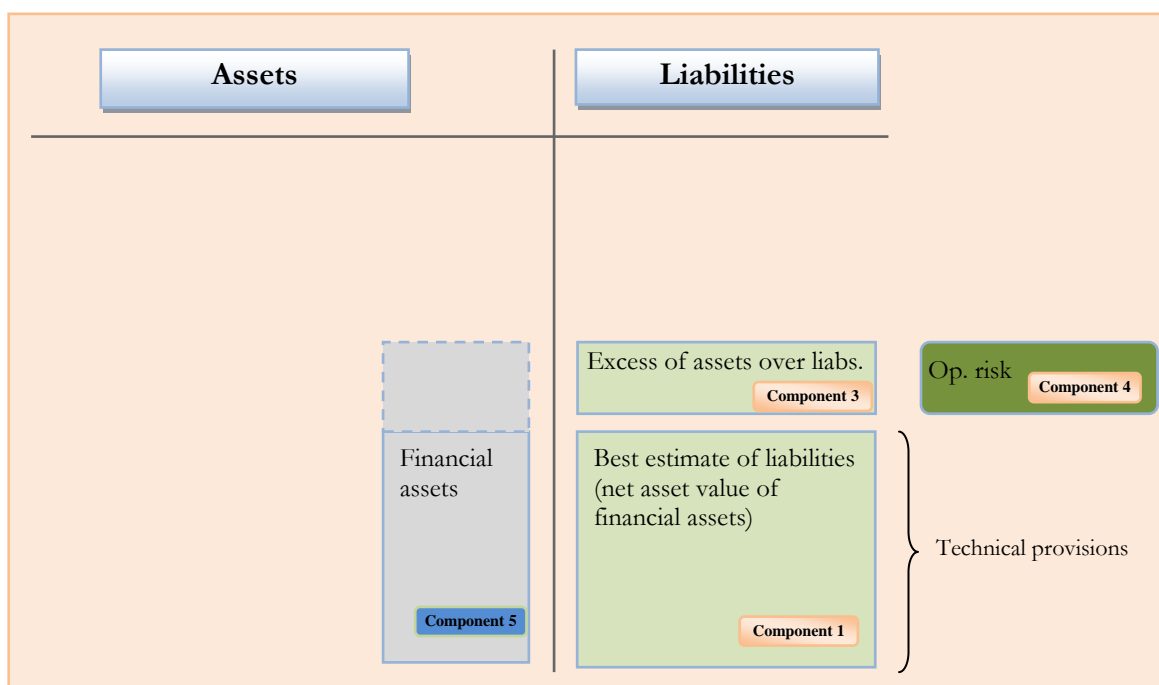 Assets
Liabilities
Excess of assets over liabs.
Component 3
Op. risk
Component 4
Financial
assets
Component 5
Best estimate of liabilities
(net asset value of
financial assets)
Component 1
Technical provisions